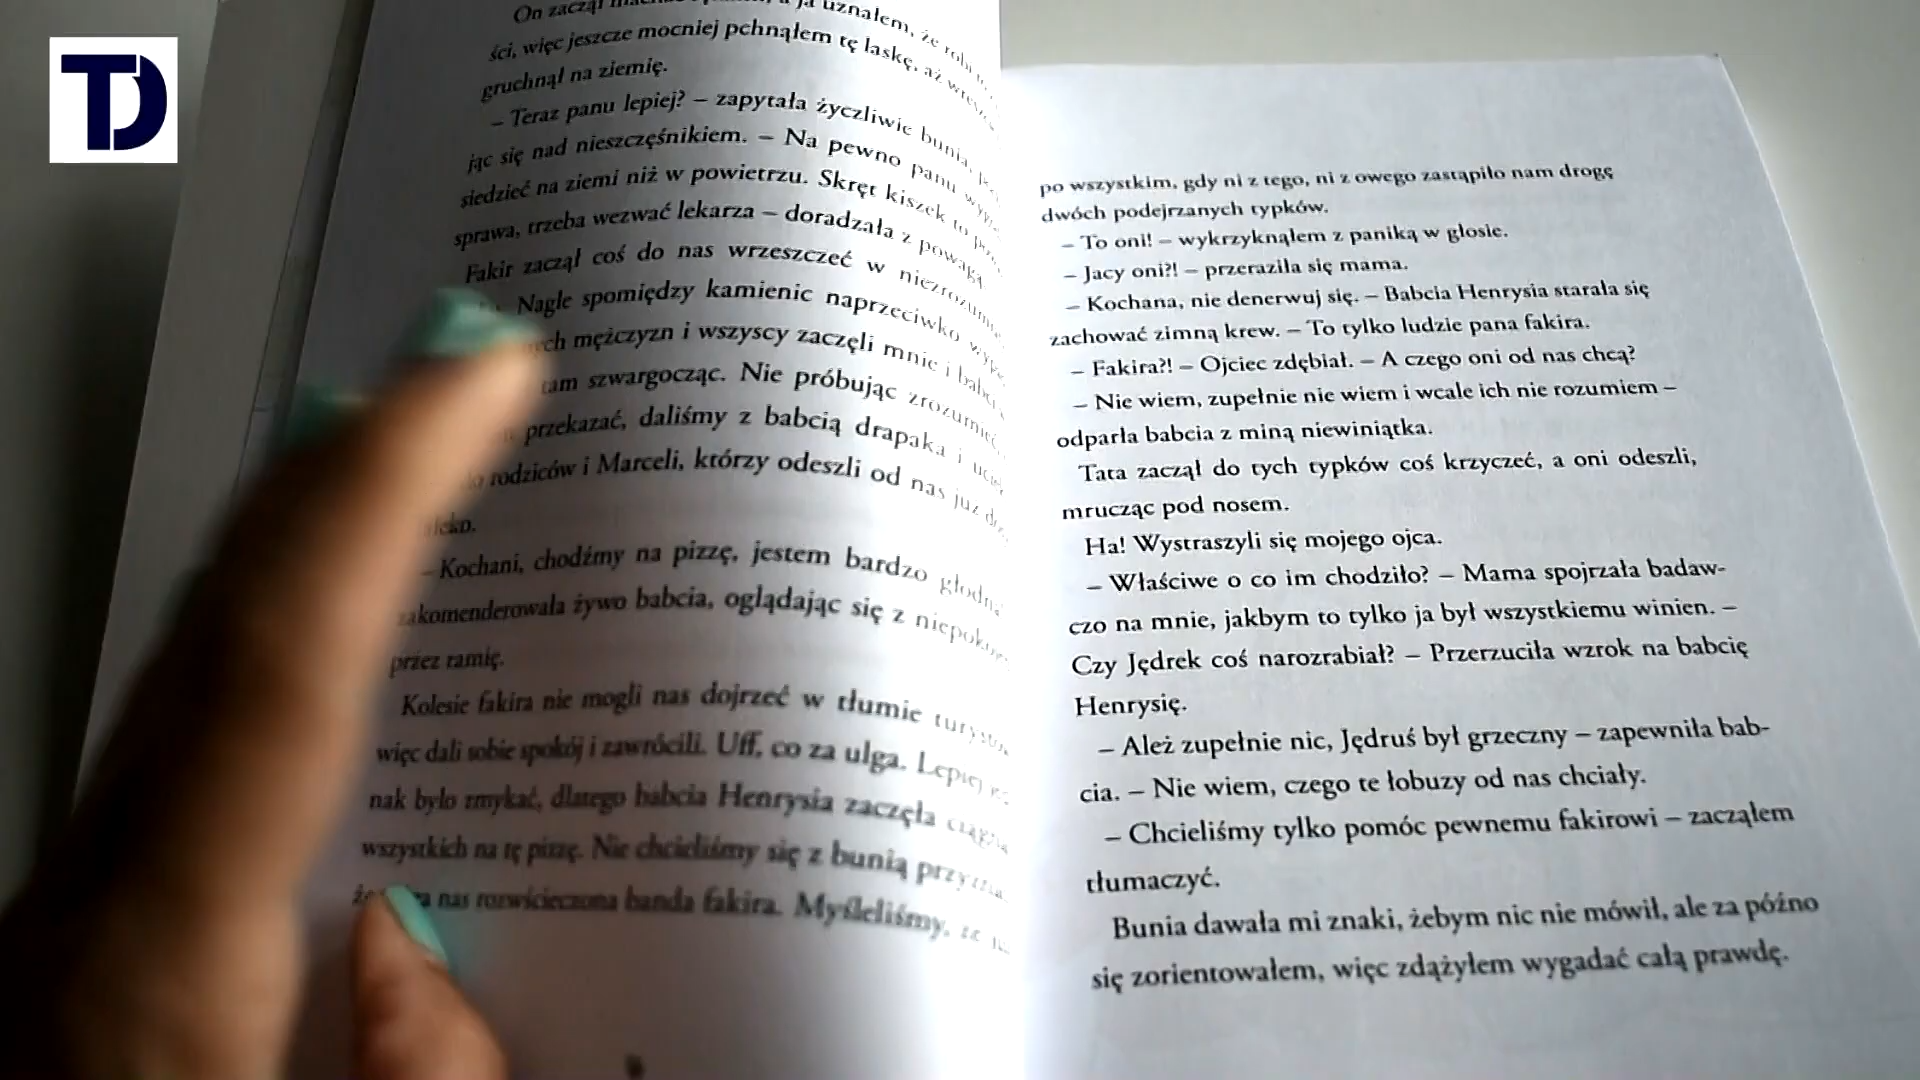 TD
On zaczął uznałem, że robi
ści, więc jeszcze mocniej pchnąłem tę laskę, aż
gruchnął na ziemię.
– Teraz panu lepiej? – zapytała życzliwie bunia,
jąc się nad nieszczęśnikiem. – Na pewno panu
siedzieć na ziemi niż w powietrzu. Skręt kiszek to
sprawa, trzeba wezwać lekarza – doradzała z powagą.
Fakir zaczął coś do nas wrzeszczeć w
Nagle spomiędzy kamienic naprzeciwko
mężczyzn i wszyscy zaczęli mnie i
tam szwargocząc. Nie próbując
przekazać, daliśmy z babcią drapaka i
rodziców i Marceli, którzy odeszli od nas już
– Kochani, chodźmy na pizzę, jestem bardzo głodna
zakomenderowała żywo babcia, oglądając się z
przez ramię.
Kolesie fakira nie mogli nas dojrzeć w tłumie
więc dali sobie spokój i zawrócili. Uff, co za ulga. Lepiej
nak było zmykać, dlatego babcia Henrysia zaczęła
wszystkich na tę pizzę. Nie chcieliśmy się z bunią
nas rozwścieczona banda fakira. Myśleliśmy, że
po wszystkim, gdy ni z tego, ni z owego zastąpiło nam drogę
dwóch podejrzanych typków.
– To oni! – wykrzyknąłem z paniką w głosie.
– Jacy oni?! – przeraziła się mama.
– Kochana, nie denerwuj się. – Babcia Henrysia starała się
zachować zimną krew. – To tylko ludzie pana fakira.
– Fakira?! – Ojciec zdębiał. – A czego oni od nas chcą?
– Nie wiem, zupełnie nie wiem i wcale ich nie rozumiem –
odparła babcia z miną niewiniątka.
Tata zaczął do tych typków coś krzyczeć, a oni odeszli,
mrucząc pod nosem.
Ha! Wystraszyli się mojego ojca.
– Właściwe o co im chodziło? – Mama spojrzała badaw-
czo na mnie, jakbym to tylko ja był wszystkiemu winien. –
Czy Jędrek coś narozrabiał? – Przerzuciła wzrok na babcię
Henrysię.
– Ależ zupełnie nic, Jędruś był grzeczny – zapewniła bab-
cia. – Nie wiem, czego te łobuzy od nas chciały.
– Chcieliśmy tylko pomóc pewnemu fakirowi – zacząłem
tłumaczyć.
Bunia dawała mi znaki, żebym nic nie mówił, ale za późno
się zorientowałem, więc zdążyłem wygadać całą prawdę.